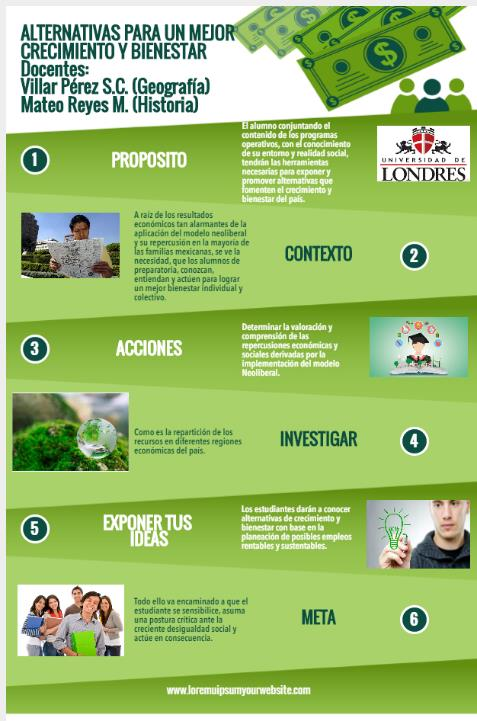 ALTERNATIVAS PARA UN MEJOR
CRECIMIENTO Y BIENESTAR
Docentes:
Villar Pérez S.C. (Geografía)
Mateo Reyes M. (Historia)
1
PROPOSITO
El alumno conjuntando el
contenido de los programas
operativos, con el conocimiento
de su entorno y realidad social,
tendrán las herramientas
necesarias para exponer y
promover alternativas que
fomenten el crecimiento y
bienestar del país.
UNIVERSIDAD DE
LONDRES
A raíz de los resultados
económicos tan alarmantes de la
aplicación del modelo neoliberal
y su repercusión en la mayoría de
las familias mexicanas, se ve la
necesidad, que los alumnos de
preparatoria, conozcan,
entiendan y actúen para lograr
un mejor bienestar individual y
colectivo.
CONTEXTO
2
3
ACCIONES
Determinar la valoración y
comprensión de las
repercusiones económicas y
sociales derivadas por la
implementación del modelo
Neoliberal.
Como es la repartición de los
recursos en diferentes regiones
económicas del país.
INVESTIGAR
4
5
EXPONER TUS
IDEAS
Los estudiantes darán a conocer
alternativas de crecimiento y
bienestar con base en la
planeación de posibles empleos
rentables y sustentables.
Todo ello va encaminado a que el
estudiante se sensibilice, asuma
una postura crítica ante la
creciente desigualdad social y
actúe en consecuencia.
META
6
www.loremuipsumyourwebsite.com